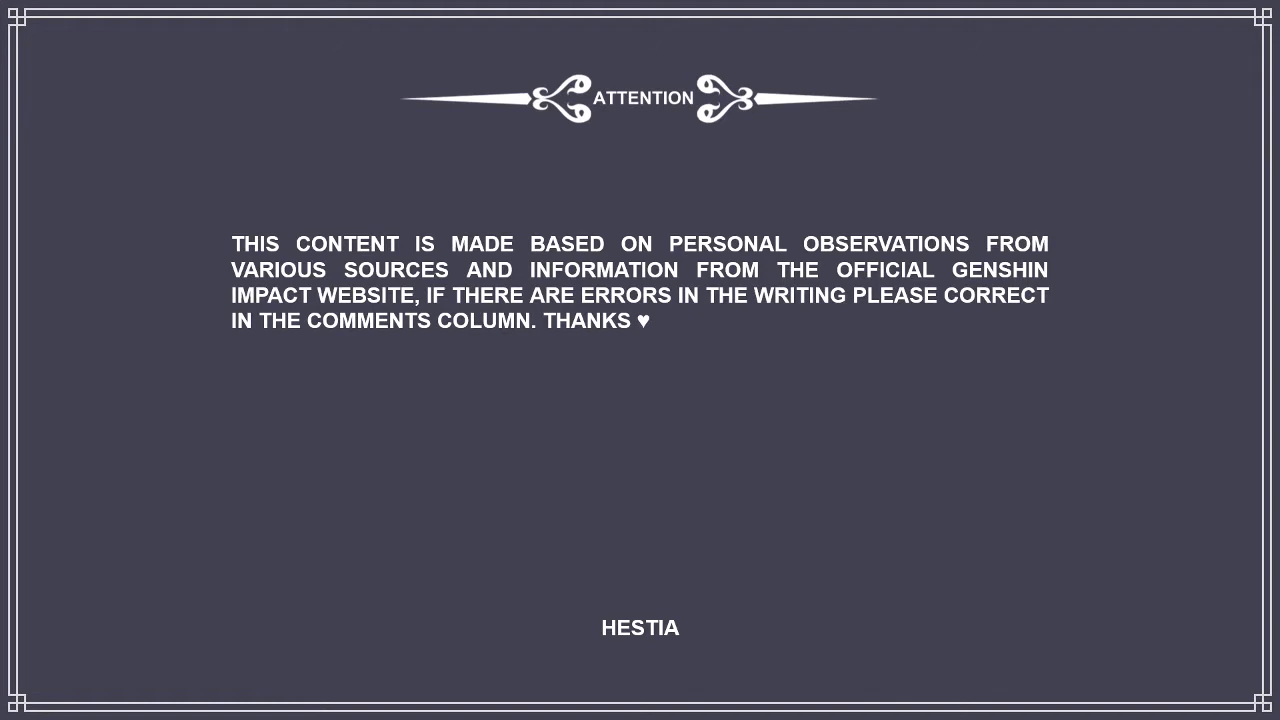 ATTENTION
THIS CONTENT IS MADE BASED ON PERSONAL OBSERVATIONS FROM
VARIOUS SOURCES AND INFORMATION FROM THE OFFICIAL GENSHIN
IMPACT WEBSITE, IF THERE ARE ERRORS IN THE WRITING PLEASE CORRECT
IN THE COMMENTS COLUMN. THANKS ♥
HESTIA